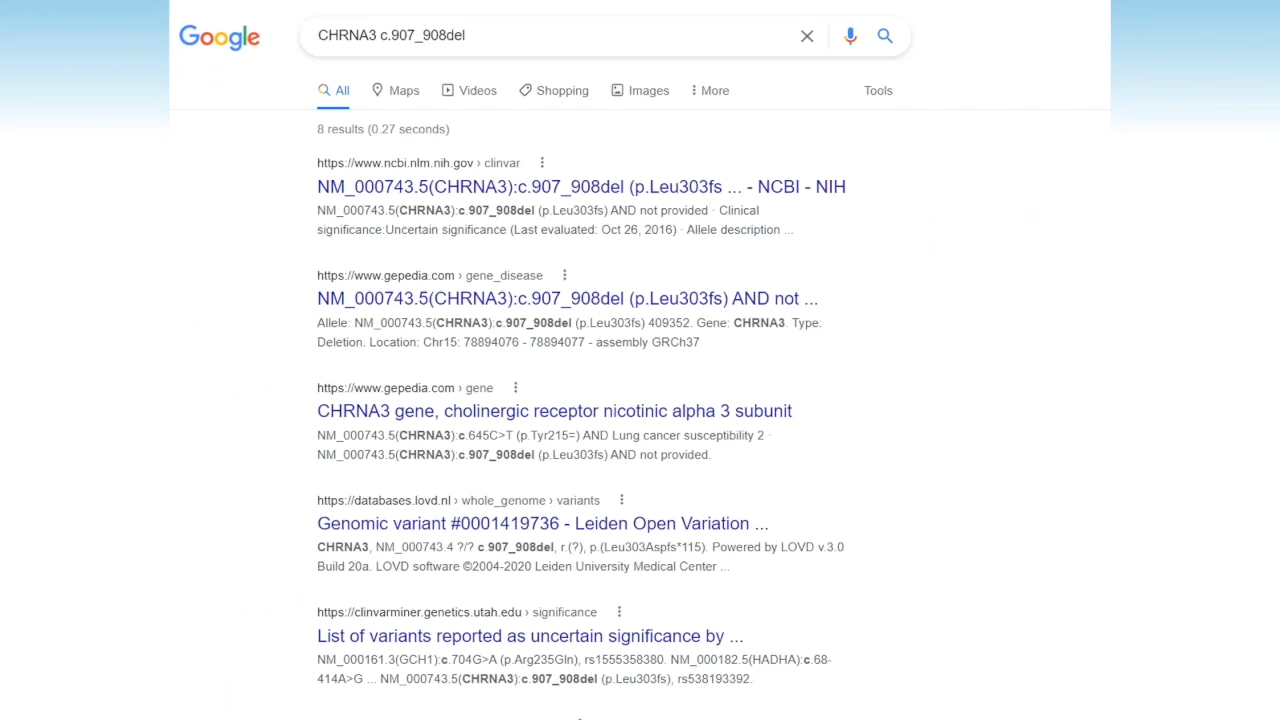 Google
CHRNA3 c.907_908del
All Maps Videos Shopping Images More Tools
8 results (0.27 seconds)
https://www.ncbi.nlm.nih.gov › clinvar
NM_000743.5(CHRNA3):c.907_908del (p.Leu303fs ... - NCBI - NIH
NM_000743.5(CHRNA3):c.907_908del (p.Leu303fs) AND not provided · Clinical
significance:Uncertain significance (Last evaluated: Oct 26, 2016) · Allele description ...
https://www.gepedia.com › gene_disease
NM_000743.5(CHRNA3):c.907_908del (p.Leu303fs) AND not ...
Allele: NM_000743.5(CHRNA3):c.907_908del (p.Leu303fs) 409352. Gene: CHRNA3. Type:
Deletion. Location: Chr15: 78894076 - 78894077 - assembly GRCh37
https://www.gepedia.com › gene
CHRNA3 gene, cholinergic receptor nicotinic alpha 3 subunit
NM_000743.5(CHRNA3):c.645C>T (p.Tyr215=) AND Lung cancer susceptibility 2 ·
NM_000743.5(CHRNA3):c.907_908del (p.Leu303fs) AND not provided.
https://databases.lovd.nl › whole_genome › variants
Genomic variant #0001419736 - Leiden Open Variation ...
CHRNA3, NM_000743.4 ?/? c.907_908del, r.(?), p.(Leu303Aspfs*115). Powered by LOVD v.3.0
Build 20a. LOVD software ©2004-2020 Leiden University Medical Center ...
https://clinvarminer.genetics.utah.edu › significance
List of variants reported as uncertain significance by ...
NM_000161.3(GCH1):c.704G>A (p.Arg235Gln), rs1555358380. NM_000182.5(HADHA):c.68-
414A>G ... NM_000743.5(CHRNA3):c.907_908del (p.Leu303fs), rs538193392.